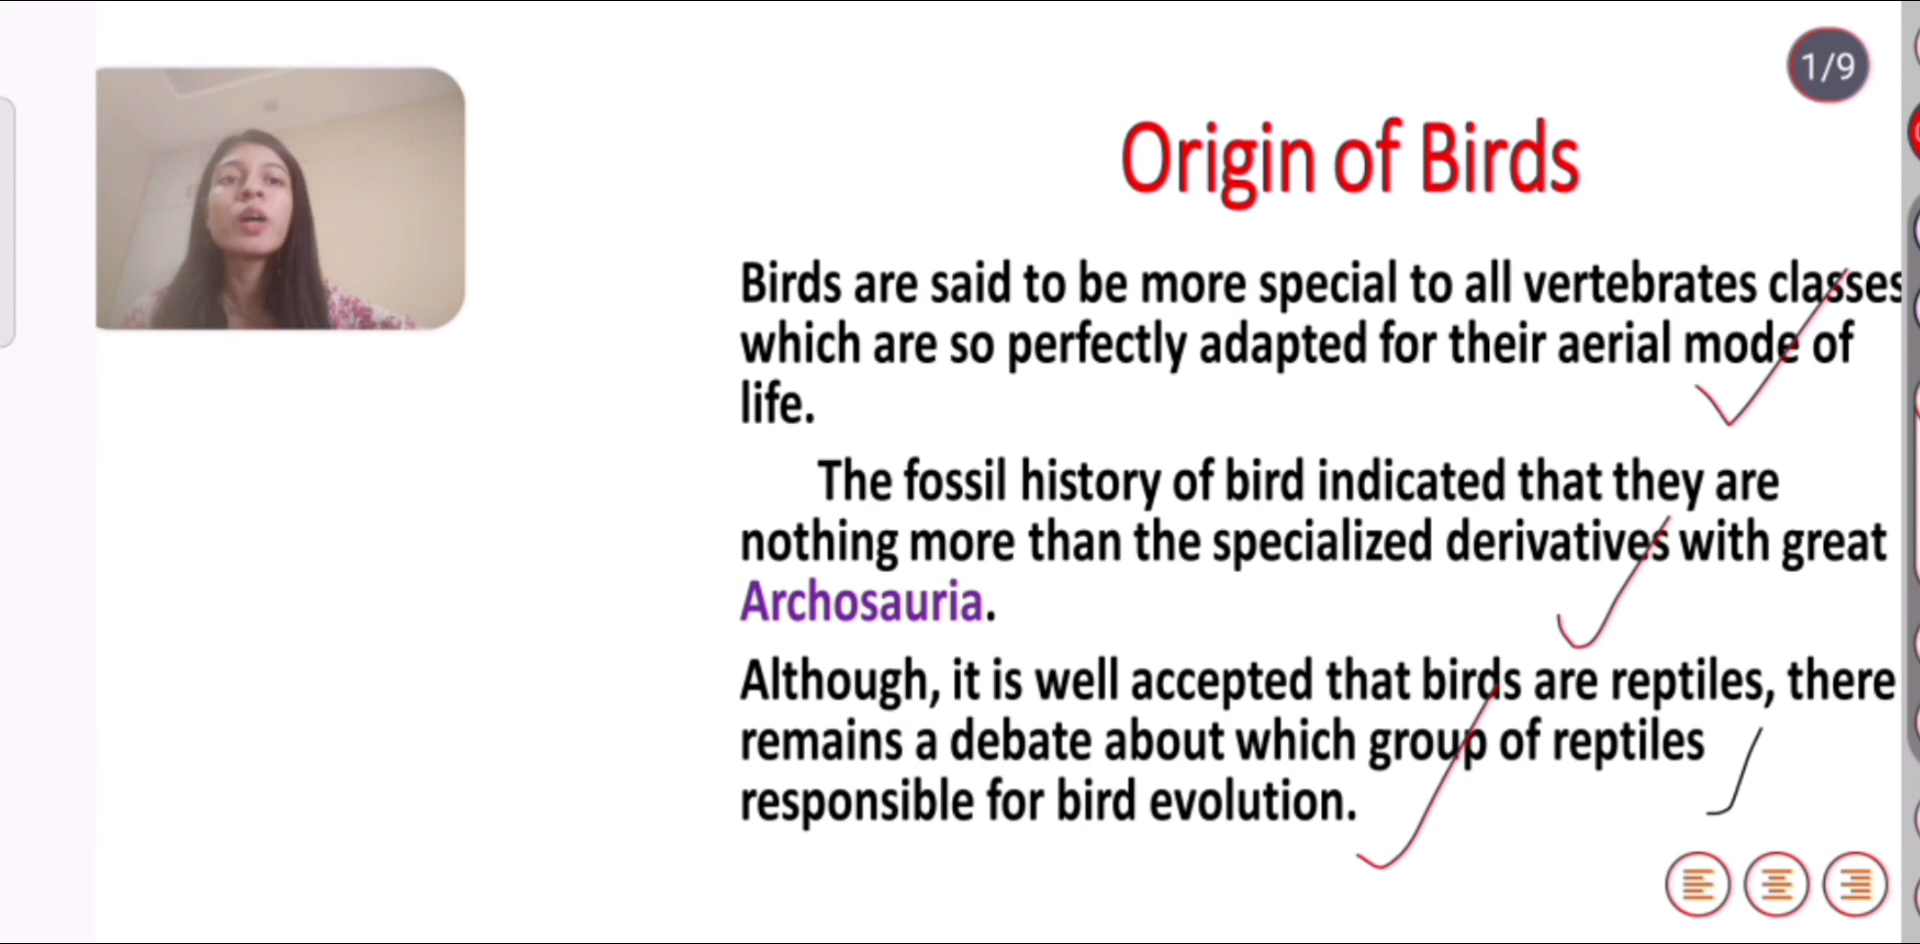 1/9
Origin of Birds
Birds are said to be more special to all vertebrates classes
which are so perfectly adapted for their aerial mode of
life.
The fossil history of bird indicated that they are
nothing more than the specialized derivatives with great
Archosauria.
Although, it is well accepted that birds are reptiles, there
remains a debate about which group of reptiles
responsible for bird evolution.